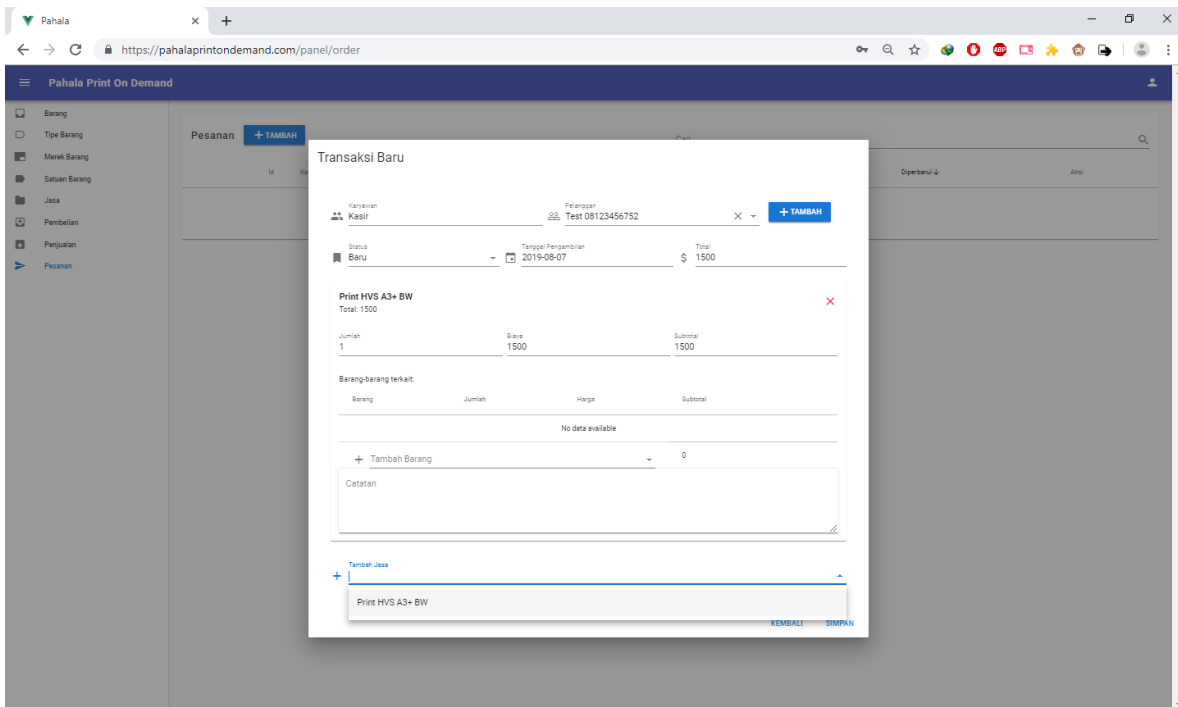 Pahala
https://pahalaprintondemand.com/panel/order
ABP
Pahala Print On Demand
Barang
Tipe Barang
Merek Barang
Satuan Barang
Jasa
Pembelian
Penjualan
Pesanan
Pesanan
+ TAMBAH
Cari
Id
Diperbarui
Aksi
Transaksi Baru
Karyawan
Kasir
Pelanggan
Test 08123456752
+ TAMBAH
Status
Baru
Tanggal Pengambilan
2019-08-07
Total
$ 1500
Print HVS A3+ BW
Total: 1500
Jumlah
1
Biaya
1500
Subtotal
1500
Barang-barang terkait:
Barang Jumlah Harga Subtotal
No data available
+ Tambah Barang
0
Catatan
Tambah Jasa
+
Print HVS A3+ BW
KEMBALI SIMPAN